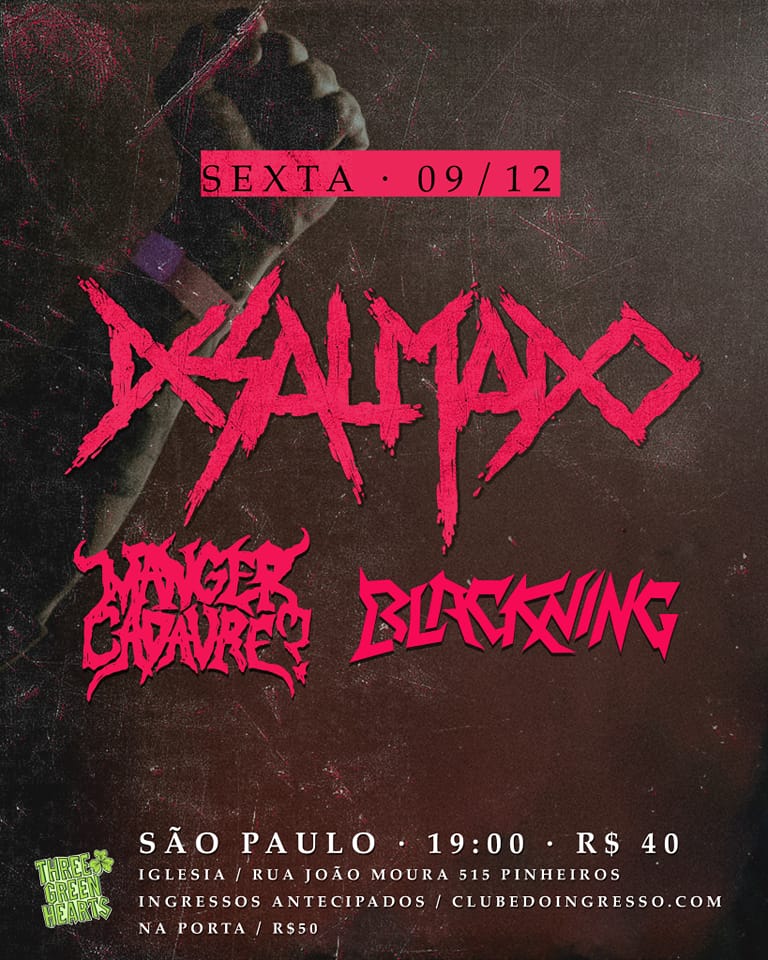 SEXTA · 09/12
DESALMADO
MANGER
CADÁVRE?
BLACKNING
SÃO PAULO · 19:00 · R$ 40
IGLESIA / RUA JOÃO MOURA 515 PINHEIROS
INGRESSOS ANTECIPADOS / CLUBEDOINGRESSO.COM
NA PORTA / R$50
THREE
GREEN
HEARTS